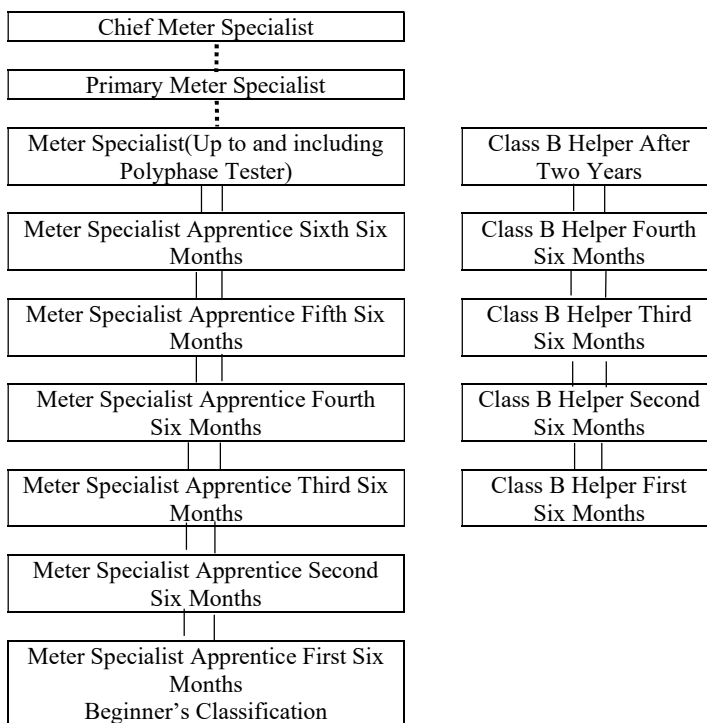 Chief Meter Specialist
Primary Meter Specialist
Meter Specialist(Up to and including
Polyphase Tester)
Meter Specialist Apprentice Sixth Six
Months
Meter Specialist Apprentice Fifth Six
Months
Meter Specialist Apprentice Fourth
Six Months
Meter Specialist Apprentice Third Six
Months
Meter Specialist Apprentice Second
Six Months
Meter Specialist Apprentice First Six
Months
Beginner’s Classification
Class B Helper After
Two Years
Class B Helper Fourth
Six Months
Class B Helper Third
Six Months
Class B Helper Second
Six Months
Class B Helper First
Six Months